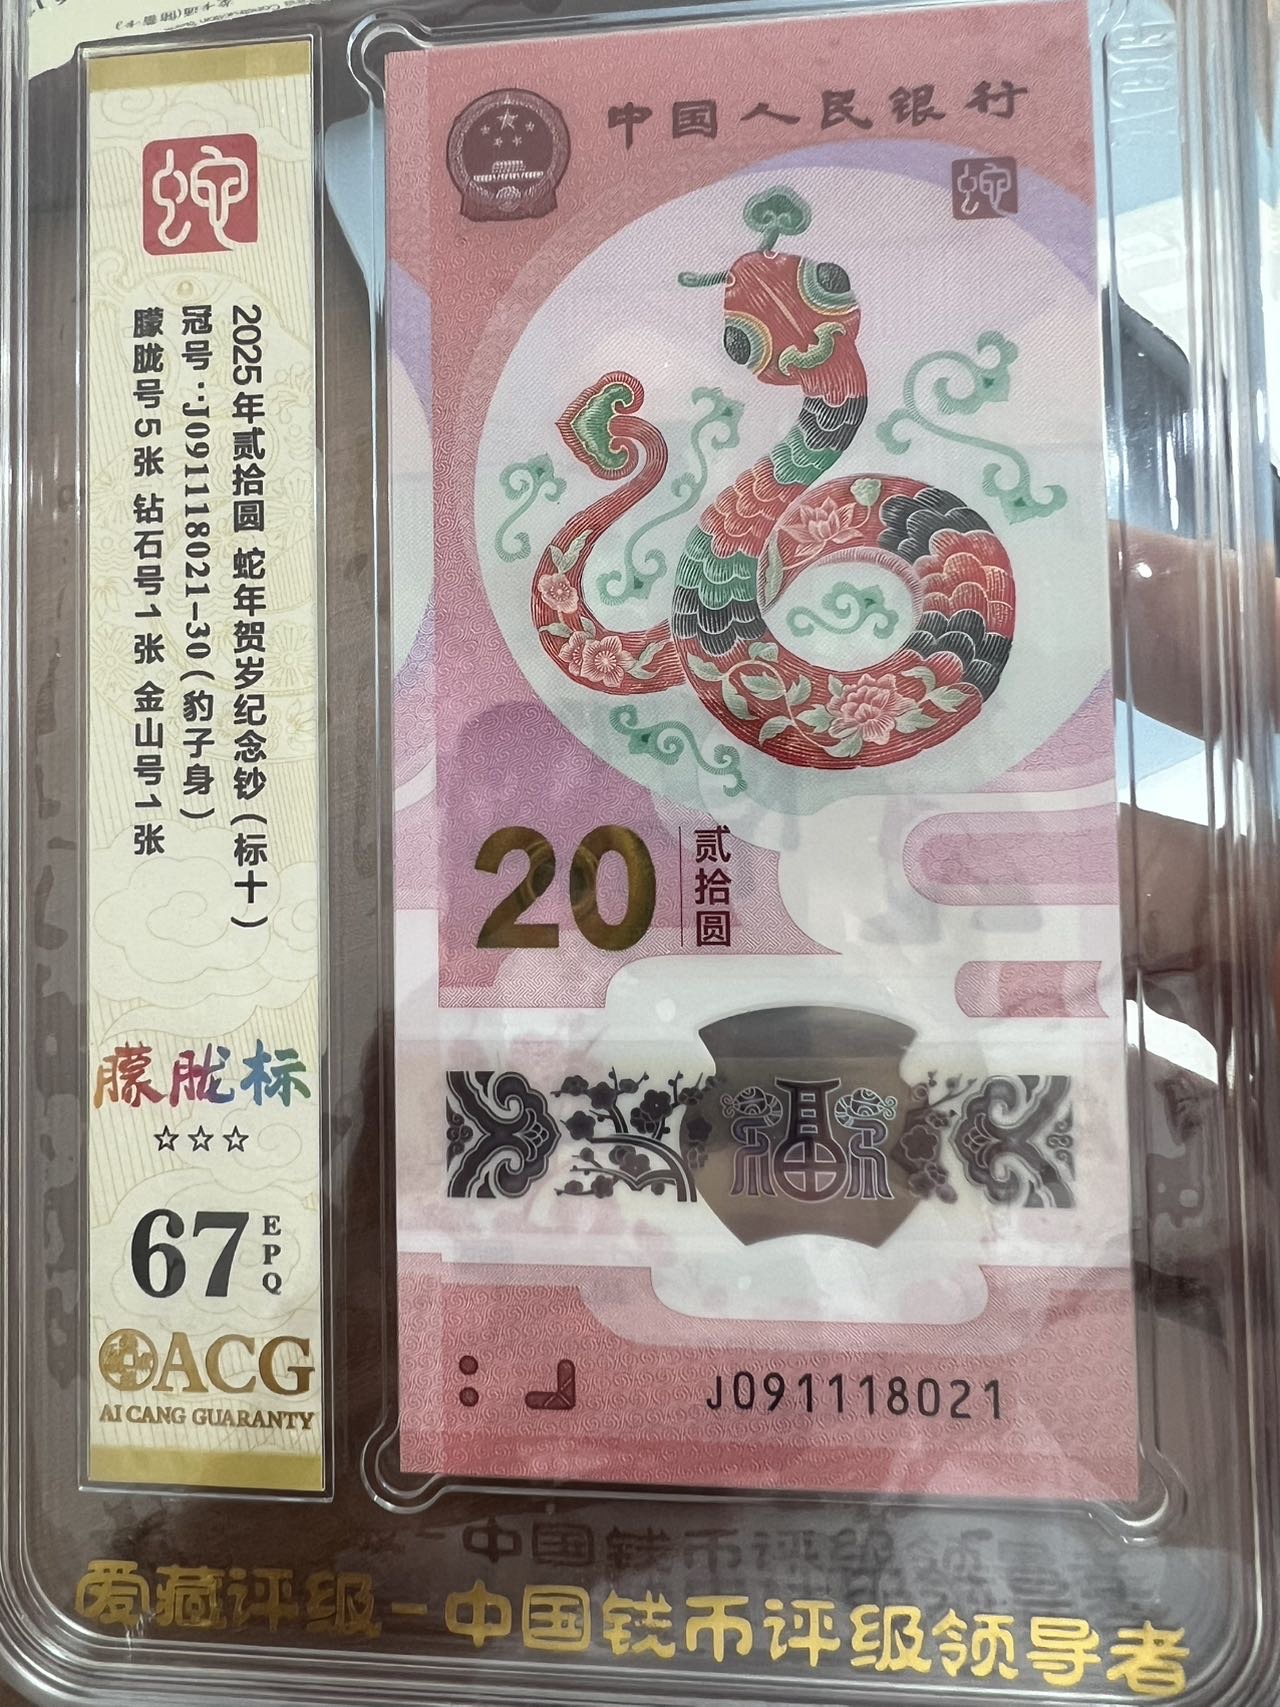 蛇
2025年贰拾圆 蛇年贺岁纪念钞(标十)
冠号:J091118021-30(豹子身)
朦胧号5张 钻石号1张 金山号1张
朦胧标
☆☆☆
67
EPQ
ACG
AI CANG GUARANTY
中国人民银行
蛇
20
贰拾圆
福
J091118021
爱藏评级-中国钱币评级领导者